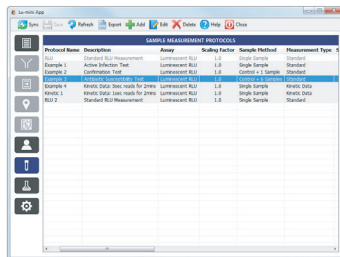 Lu-mini App
Sync Save Refresh Export Add Edit Delete Help Close
SAMPLE MEASUREMENT PROTOCOLS
Protocol Name Description Assay Scaling Factor Sample Method Measurement Type S
RLU Standard RLU Measurement Luminescent RLU 1.0 Single Sample Standard
Example 1 Active Infection Test Luminescent RLU 1.0 Single Sample Standard
Example 2 Confirmation Test Luminescent RLU 1.0 Control + 1 Sample Standard
Example 3 Antibiotic Susceptibility Test Luminescent RLU 1.0 Control + 6 Samples Standard
Example 4 Kinetic Data: 1sec reads for 2mins Luminescent RLU 1.0 Single Sample Kinetic Data
Kinetic 1 Kinetic Data: 1sec reads for 2mins Luminescent RLU 1.0 Single Sample Kinetic Data
RLU 2 Standard RLU Measurement Luminescent RLU 1.0 Single Sample Standard